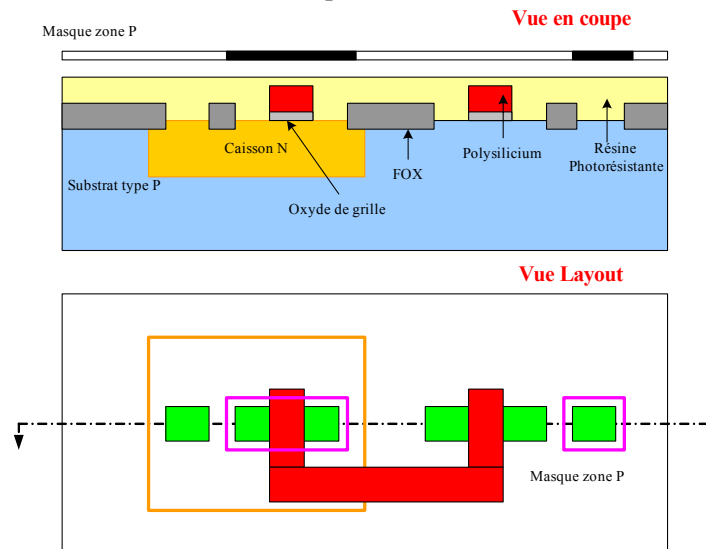 Vue en coupe
Masque zone P
Caisson N
Polysilicium
Résine
Photorésistante
FOX
Substrat type P
Oxyde de grille
Vue Layout
Masque zone P